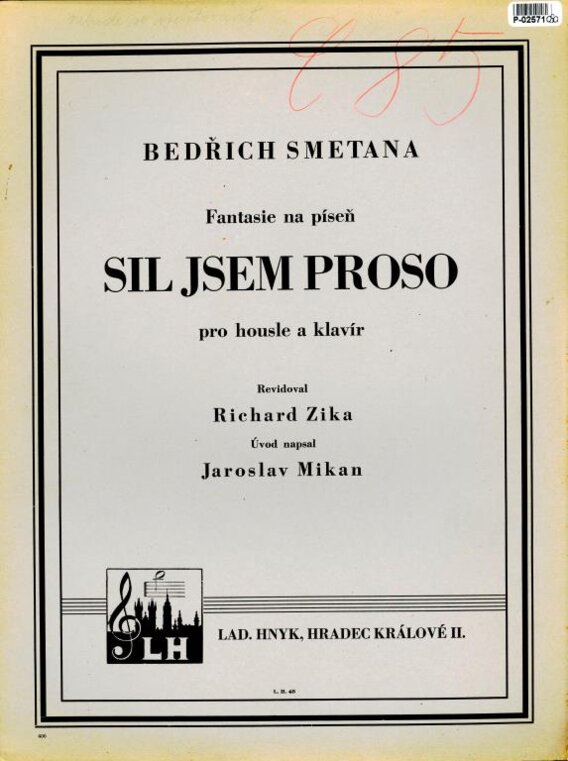 P-02571
BEDŘICH SMETANA
Fantasie na píseň
SIL JSEM PROSO
pro housle a klavír
Revidoval
Richard Zika
Úvod napsal
Jaroslav Mikan
LH
LAD. HNYK, HRADEC KRÁLOVÉ II.
L. H. 48